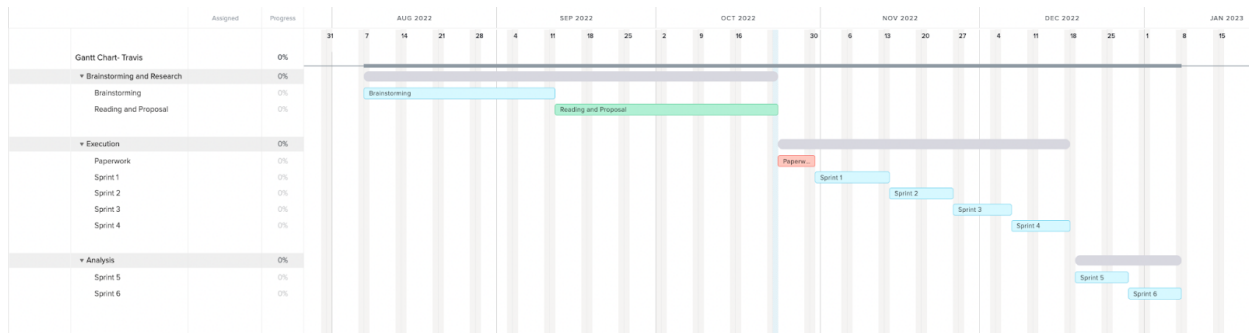 Assigned Progress AUG 2022 SEP 2022 OCT 2022 NOV 2022 DEC 2022 JAN 2023
31 7 14 21 28 4 11 18 25 2 9 16 30 6 13 20 27 4 11 18 25 1 8 15
Gantt Chart- Travis 0%
▾ Brainstorming and Research 0%
Brainstorming 0% Brainstorming
Reading and Proposal 0% Reading and Proposal
▾ Execution 0%
Paperwork 0% Paperw...
Sprint 1 0% Sprint 1
Sprint 2 0% Sprint 2
Sprint 3 0% Sprint 3
Sprint 4 0% Sprint 4
▾ Analysis 0%
Sprint 5 0% Sprint 5
Sprint 6 0% Sprint 6